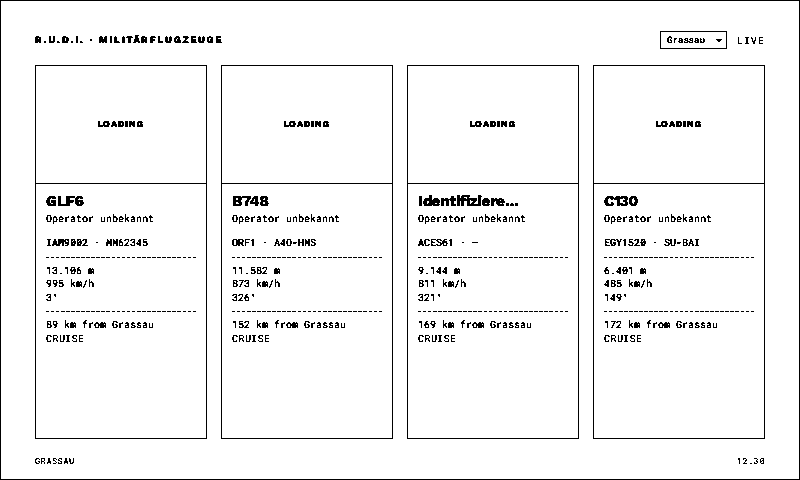 R.U.D.I. · MILITÄRFLUGZEUGE
Grassau
LIVE
LOADING
GLF6
Operator unbekannt
IAM9002 · MM62345
13.106 m
995 km/h
3°
89 km from Grassau
CRUISE
LOADING
B748
Operator unbekannt
ORF1 · A4O-HMS
11.582 m
873 km/h
326°
152 km from Grassau
CRUISE
LOADING
Identifiziere...
Operator unbekannt
ACES61 · —
9.144 m
811 km/h
321°
169 km from Grassau
CRUISE
LOADING
C130
Operator unbekannt
EGY1520 · SU-BAI
6.401 m
485 km/h
149°
172 km from Grassau
CRUISE
GRASSAU
12.30